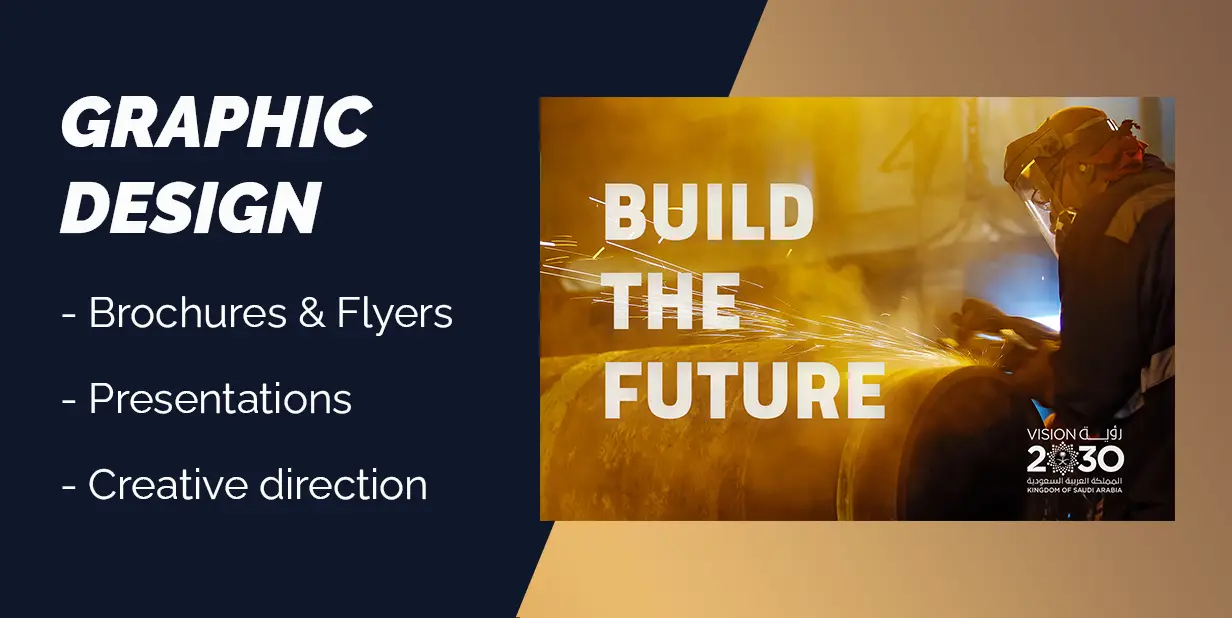 GRAPHIC
DESIGN
- Brochures & Flyers
- Presentations
- Creative direction
BUILD
THE
FUTURE
VISION رؤيـــة
2030
المملكة العربية السعودية
KINGDOM OF SAUDI ARABIA